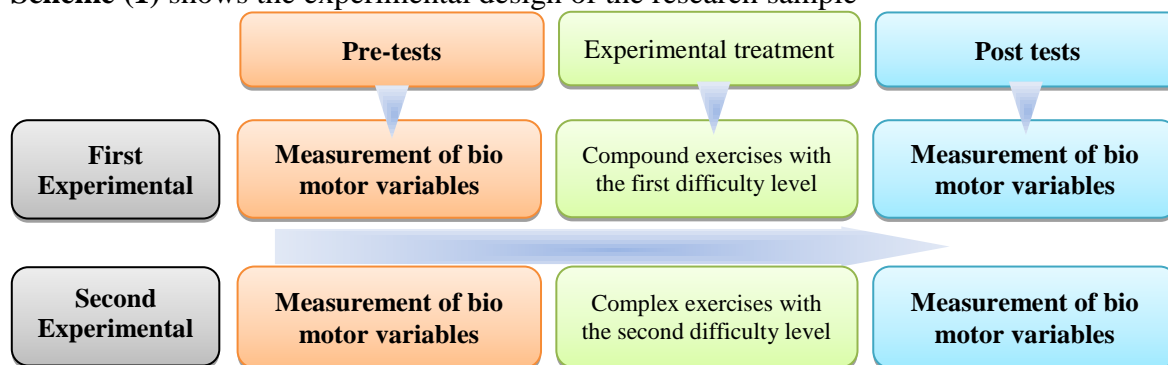 Scheme (1) shows the experimental design of the research sample
Pre-tests
Experimental treatment
Post tests
First
Experimental
Measurement of bio
motor variables
Compound exercises with
the first difficulty level
Measurement of bio
motor variables
Second
Experimental
Measurement of bio
motor variables
Complex exercises with
the second difficulty level
Measurement of bio
motor variables